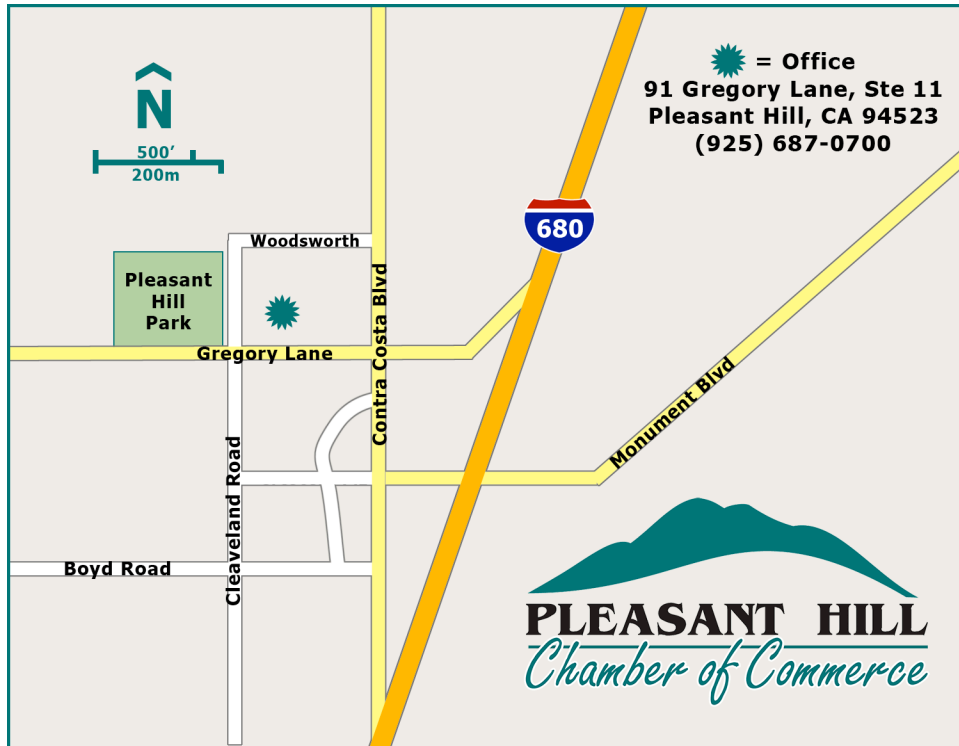 = Office
91 Gregory Lane, Ste 11
Pleasant Hill, CA 94523
(925) 687-0700
N
500'
200m
680
Woodsworth
Pleasant
Hill
Park
Contra Costa Blvd
Gregory Lane
Monument Blvd
Cleaveland Road
Boyd Road
PLEASANT HILL
Chamber of Commerce